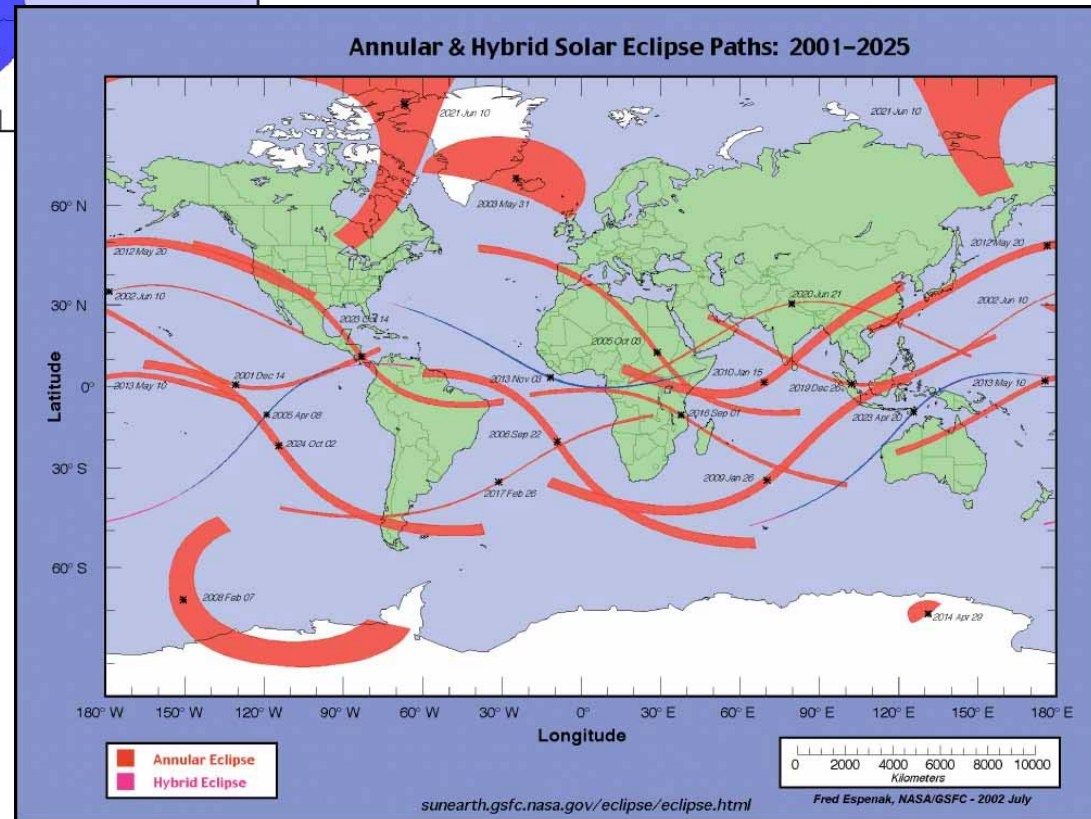 Annular & Hybrid Solar Eclipse Paths: 2001–2025
2021 Jun 10
2021 Jun 10
60° N
2003 May 31
2012 May 20
2012 May 20
2002 Jun 10
2020 Jun 21
2002 Jun 10
30° N
2023 Oct 14
2005 Oct 03
2001 Dec 14
2013 Nov 03
2010 Jan 15
2019 Dec 26
2013 May 10
2013 May 10
0°
Latitude
2005 Apr 08
2016 Sep 01
2023 Apr 20
2024 Oct 02
2006 Sep 22
30° S
2009 Jan 26
2017 Feb 26
60° S
2008 Feb 07
2014 Apr 29
180° W 150° W 120° W 90° W 60° W 30° W 0° 30° E 60° E 90° E 120° E 150° E 180° E
Longitude
Annular Eclipse
Hybrid Eclipse
0 2000 4000 6000 8000 10000
Kilometers
sunearth.gsfc.nasa.gov/eclipse/eclipse.html
Fred Espenak, NASA/GSFC - 2002 July